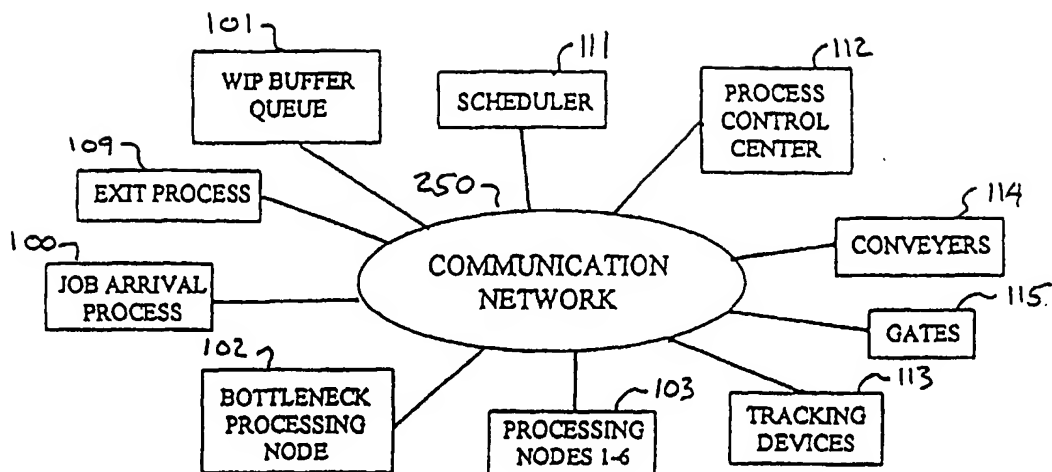 101
WIP BUFFER
QUEUE
111
SCHEDULER
112
PROCESS
CONTROL
CENTER
109
EXIT PROCESS
250
COMMUNICATION
NETWORK
114
CONVEYERS
100
JOB ARRIVAL
PROCESS
115
GATES
102
BOTTLENECK
PROCESSING
NODE
103
PROCESSING
NODES 1-6
113
TRACKING
DEVICES